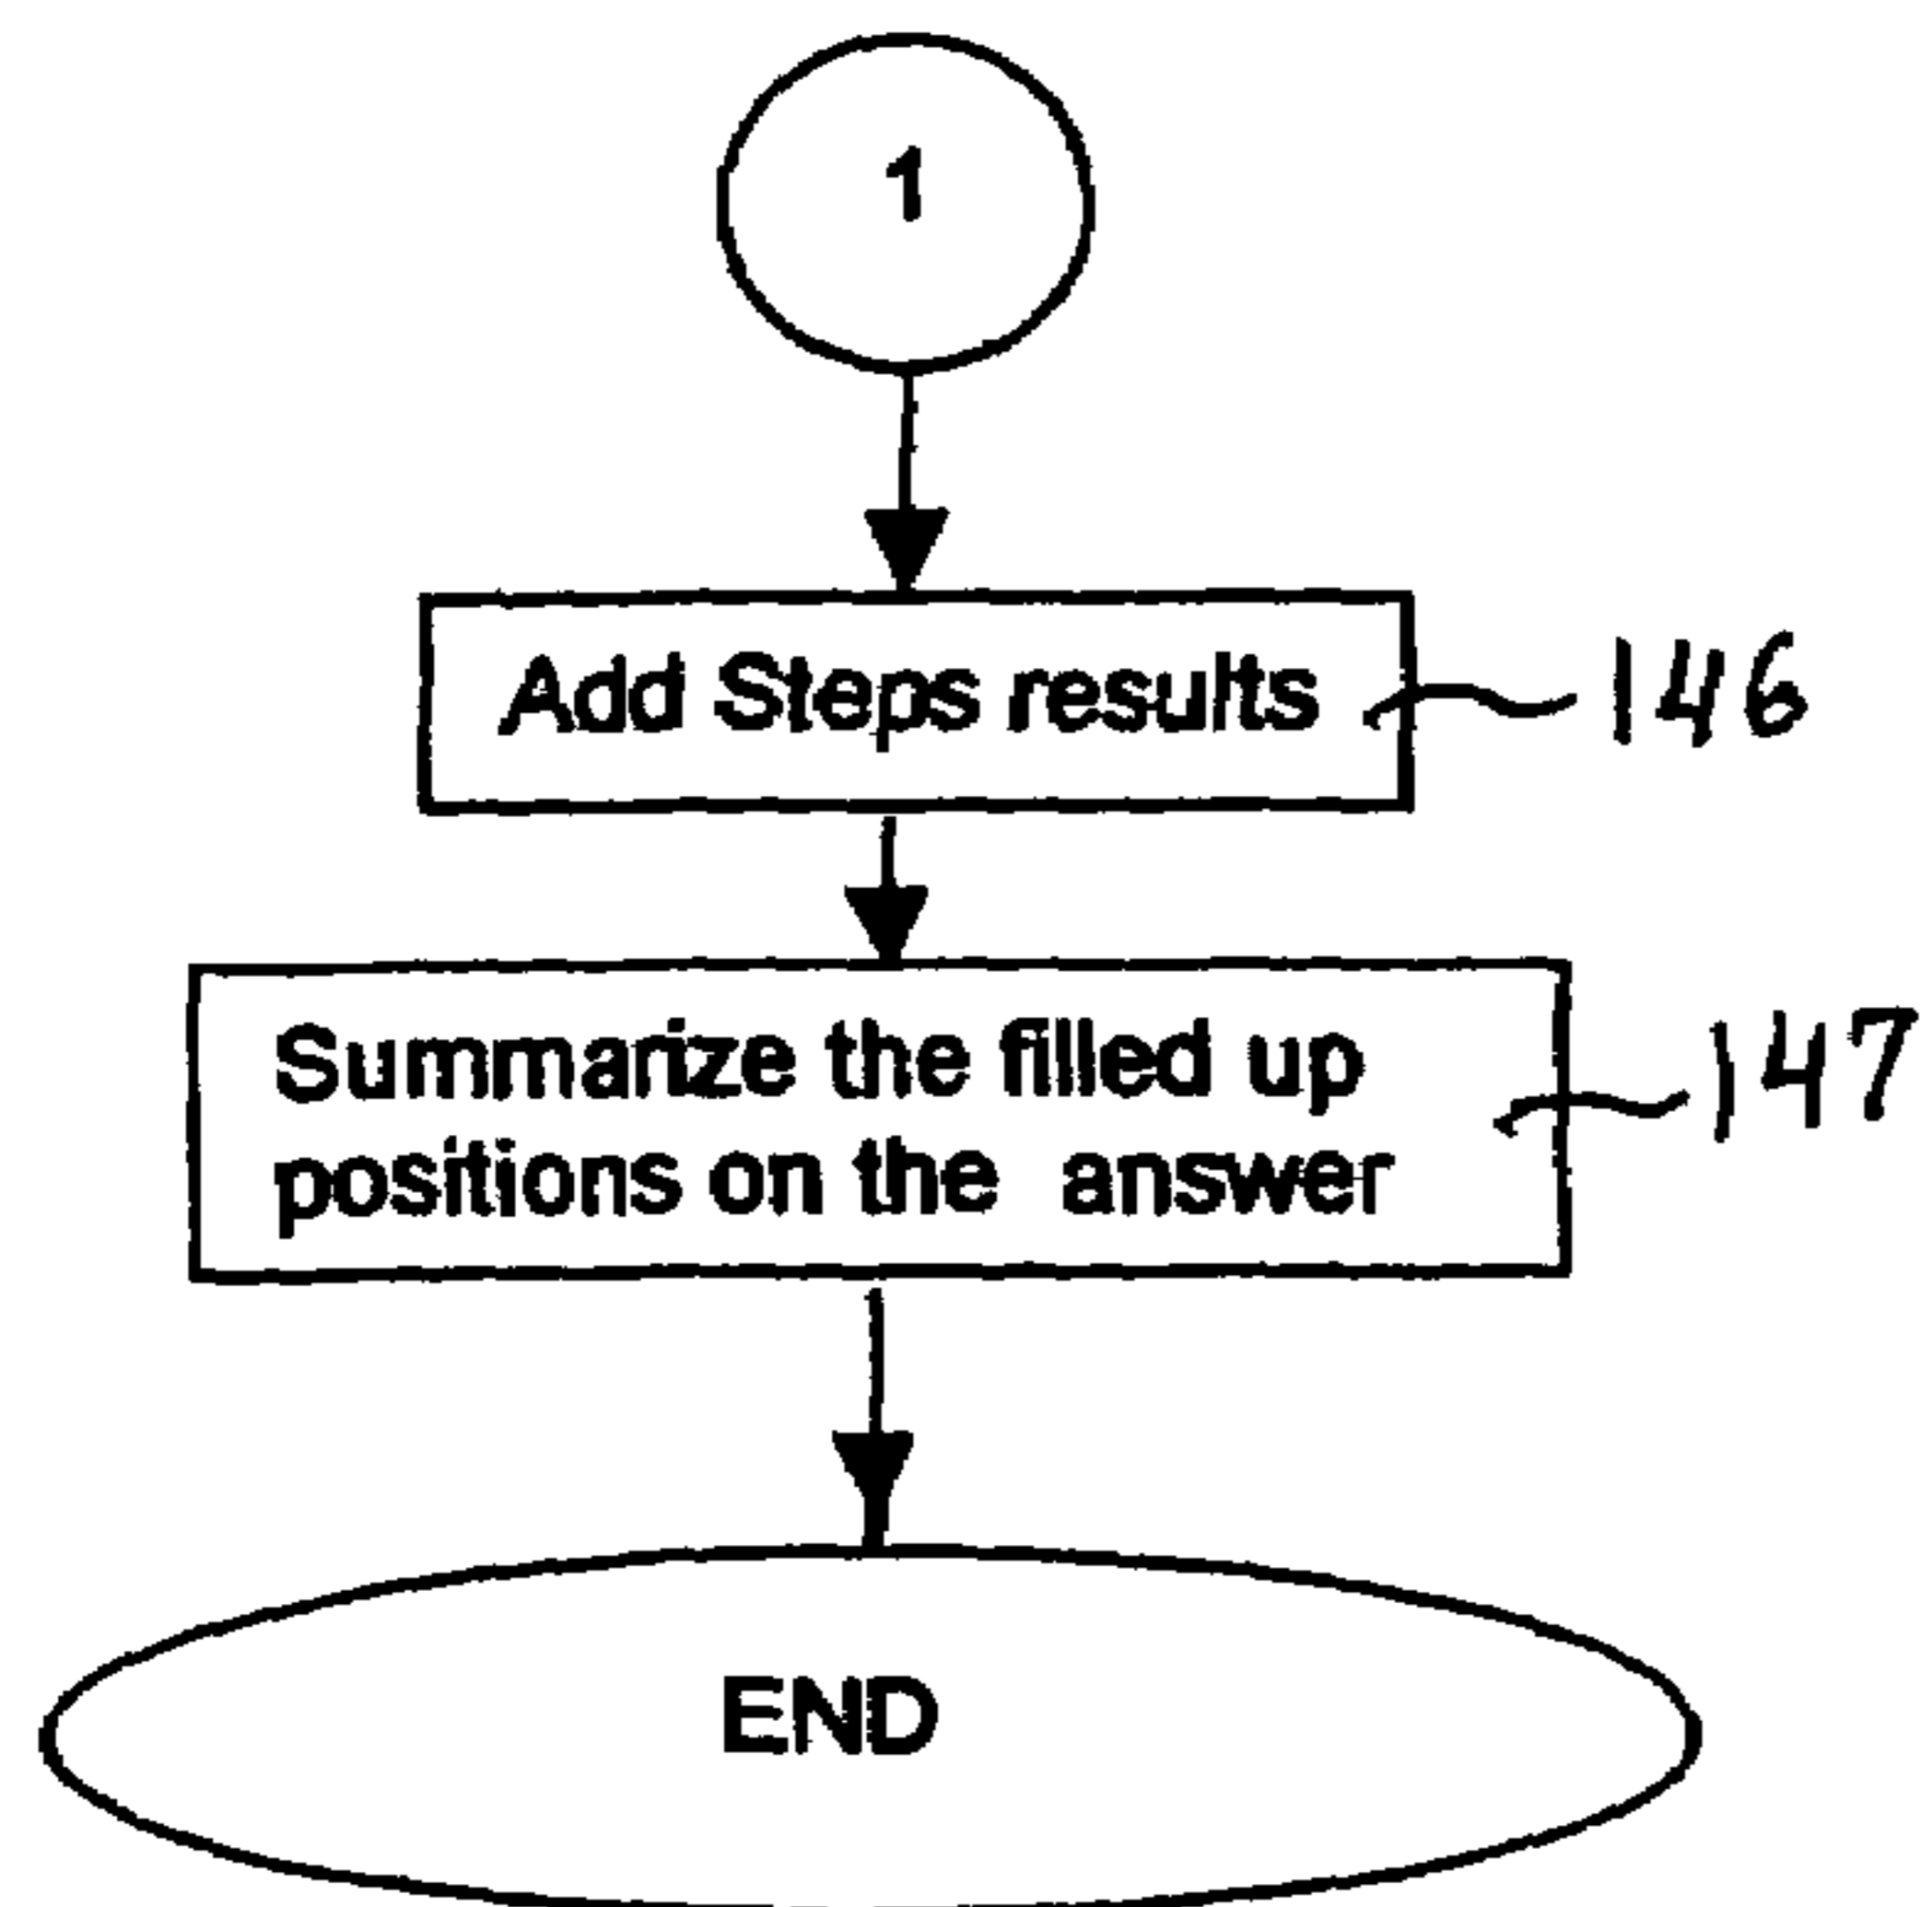 1
Add Steps results
146
Summarize the filled up
147
positions on the answer
END